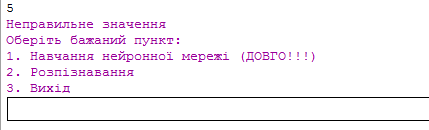 5
Неправильне значення
Оберіть бажаний пункт:
1. Навчання нейронної мережі (ДОВГО!!!)
2. Розпізнавання
3. Вихід